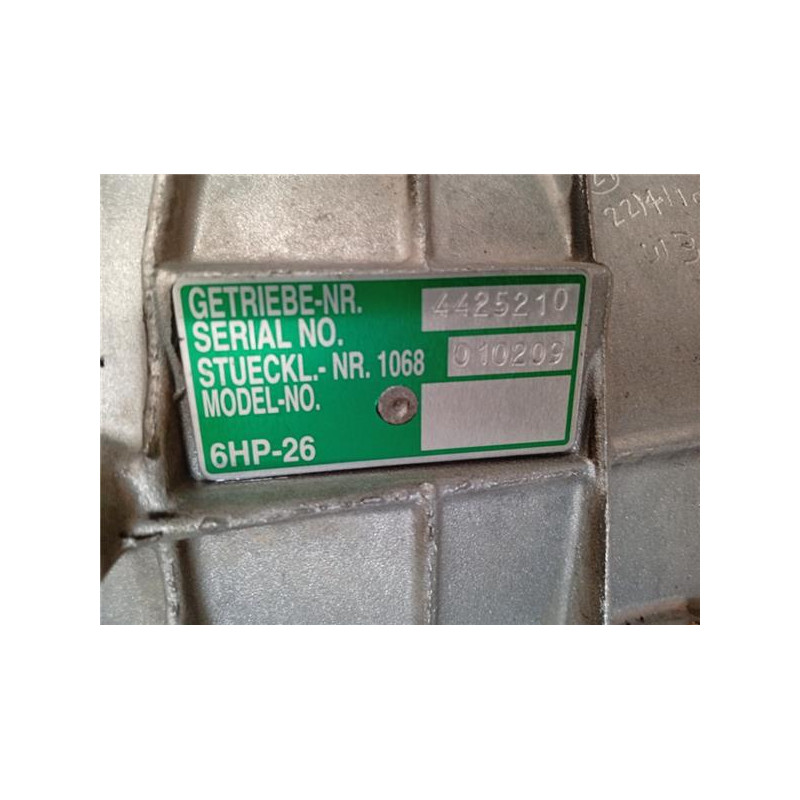 GETRIEBE-NR. 4425210
SERIAL NO.
STUECKL.- NR. 1068 010209
MODEL-NO.
6HP-26